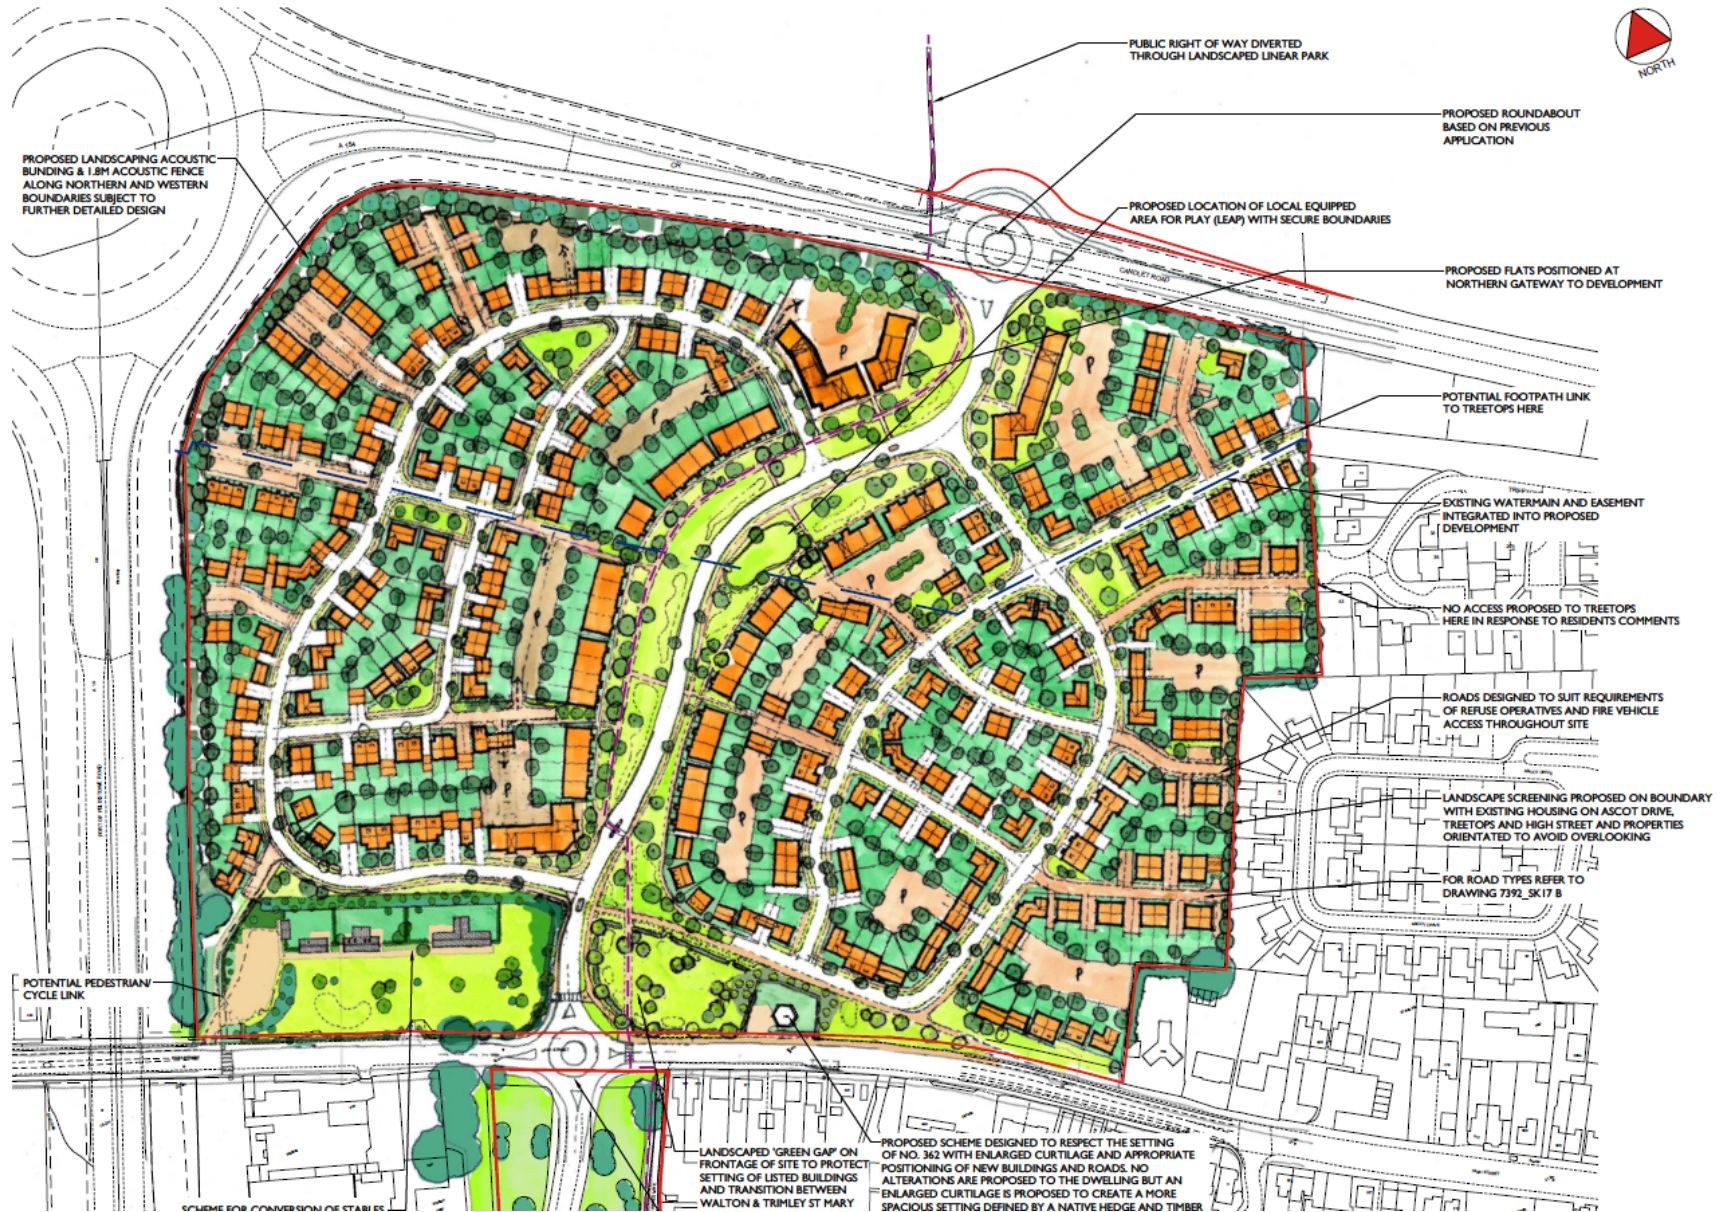 PUBLIC RIGHT OF WAY DIVERTED
THROUGH LANDSCAPED LINEAR PARK
NORTH
PROPOSED ROUNDABOUT
BASED ON PREVIOUS
APPLICATION
PROPOSED LANDSCAPING ACOUSTIC
BUNDING & 1.8M ACOUSTIC FENCE
ALONG NORTHERN AND WESTERN
BOUNDARIES SUBJECT TO
FURTHER DETAILED DESIGN
A 154
PROPOSED LOCATION OF LOCAL EQUIPPED
AREA FOR PLAY (LEAP) WITH SECURE BOUNDARIES
CANDLET ROAD
PROPOSED FLATS POSITIONED AT
NORTHERN GATEWAY TO DEVELOPMENT
P
P
P
P
POTENTIAL FOOTPATH LINK
TO TREETOPS HERE
EXISTING WATERMAIN AND EASEMENT
INTEGRATED INTO PROPOSED
DEVELOPMENT
P
P
NO ACCESS PROPOSED TO TREETOPS
HERE IN RESPONSE TO RESIDENTS COMMENTS
P
P
ROADS DESIGNED TO SUIT REQUIREMENTS
OF REFUSE OPERATIVES AND FIRE VEHICLE
ACCESS THROUGHOUT SITE
A 14
PORT OF FELIXSTOWE ROAD
P
P
LANDSCAPE SCREENING PROPOSED ON BOUNDARY
WITH EXISTING HOUSING ON ASCOT DRIVE,
TREETOPS AND HIGH STREET AND PROPERTIES
ORIENTATED TO AVOID OVERLOOKING
FOR ROAD TYPES REFER TO
DRAWING 7392_SK17 B
P
P
POTENTIAL PEDESTRIAN/
CYCLE LINK
LANDSCAPED 'GREEN GAP' ON
FRONTAGE OF SITE TO PROTECT
SETTING OF LISTED BUILDINGS
AND TRANSITION BETWEEN
WALTON & TRIMLEY ST MARY
PROPOSED SCHEME DESIGNED TO RESPECT THE SETTING
OF NO. 362 WITH ENLARGED CURTILAGE AND APPROPRIATE
POSITIONING OF NEW BUILDINGS AND ROADS. NO
ALTERATIONS ARE PROPOSED TO THE DWELLING BUT AN
ENLARGED CURTILAGE IS PROPOSED TO CREATE A MORE
SPACIOUS SETTING DEFINED BY A NATIVE HEDGE AND TIMBER
SCHEME FOR CONVERSION OF STABLES